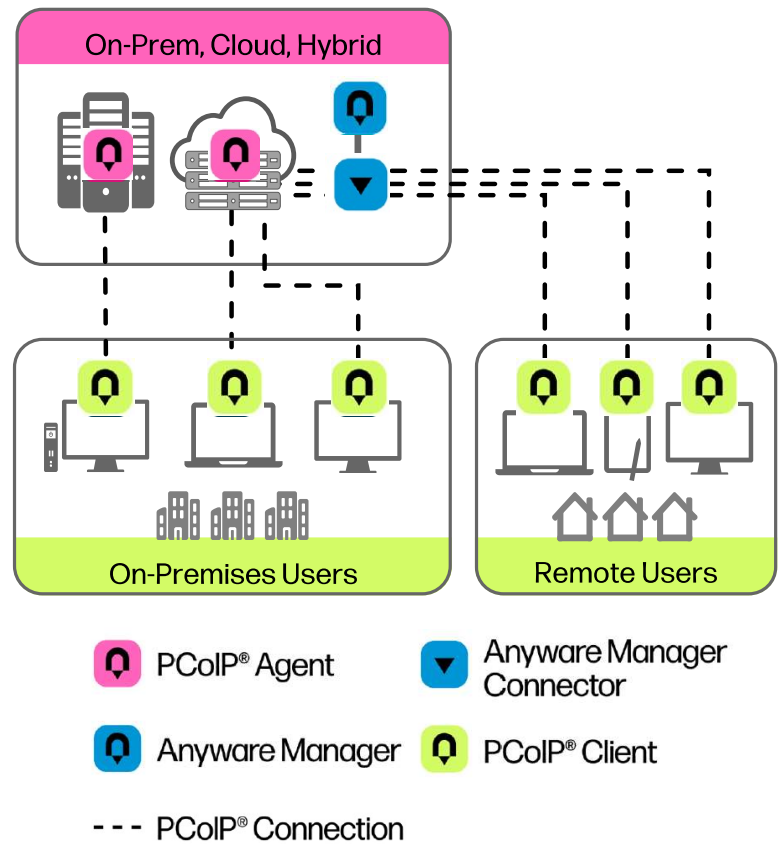 On-Prem, Cloud, Hybrid
On-Premises Users
Remote Users
PCoIP® Agent
Anyware Manager
Connector
Anyware Manager
PCoIP® Client
PCoIP® Connection